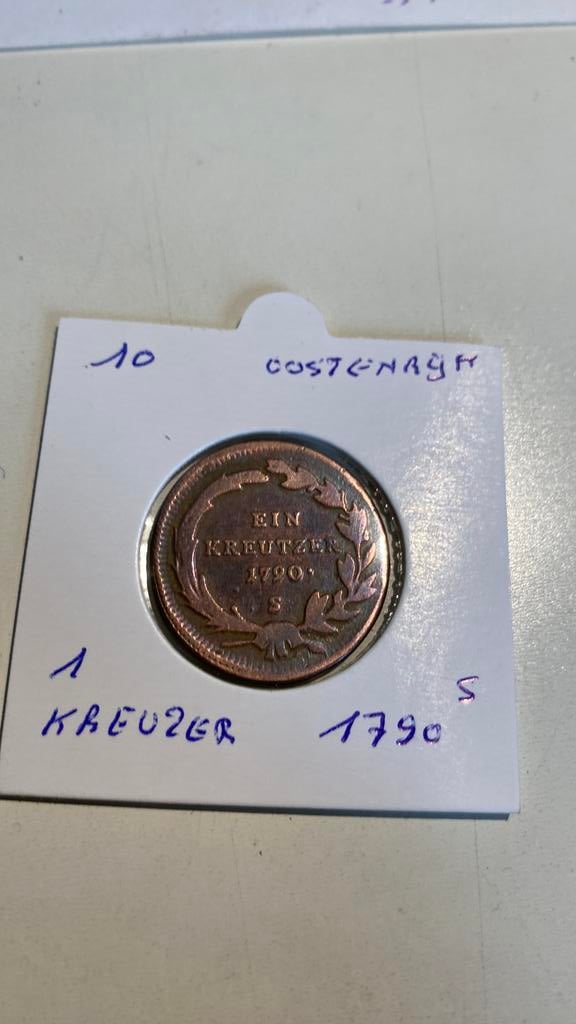 10 OOSTENRIJK
EIN
KREUTZER
1790.
S
1 S
KREUZER 1790